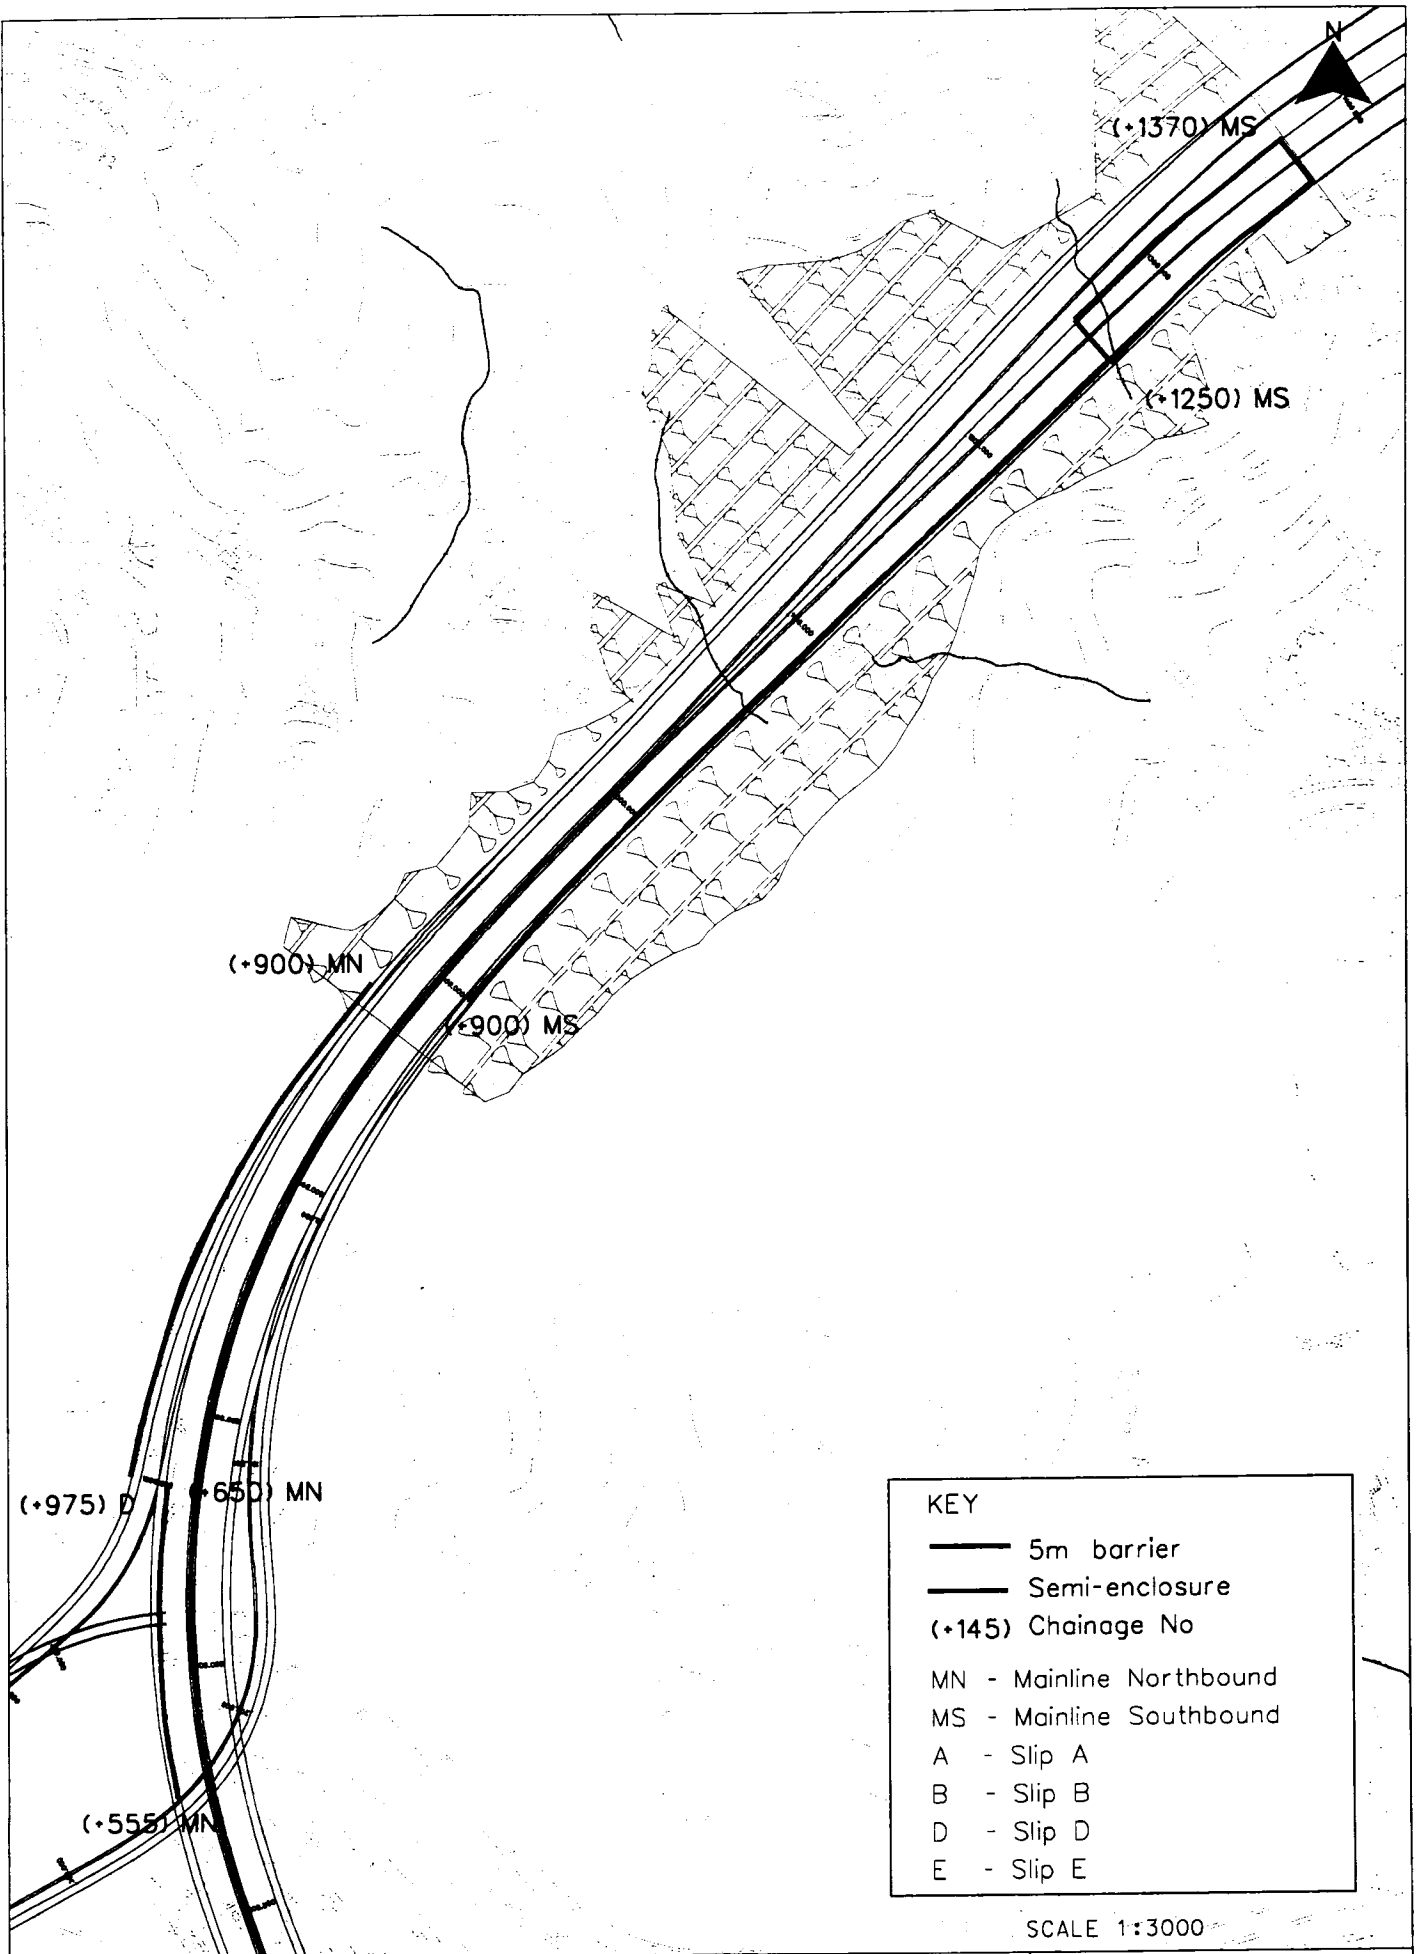 N
(+1370) MS
(+1250) MS
(+900) MN
(+900) MS
(+975) D
(+650) MN
(+555) MN
KEY
5m barrier
Semi-enclosure
(+145) Chainage No
MN - Mainline Northbound
MS - Mainline Southbound
A - Slip A
B - Slip B
D - Slip D
E - Slip E
SCALE 1:3000